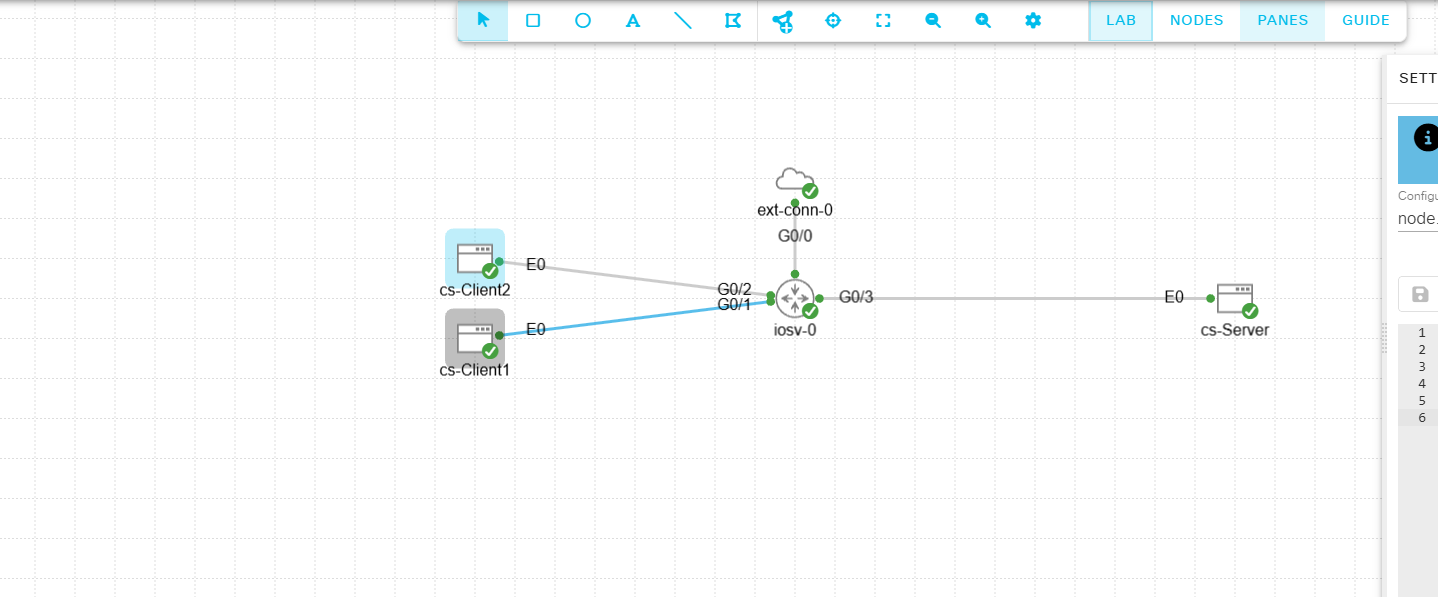 A
LAB NODES PANES GUIDE
SETT
i
Configu
node.
ext-conn-0
G0/0
E0
cs-Client2
G0/2
G0/1
G0/3
E0
iosv-0
cs-Server
E0
cs-Client1
1
2
3
4
5
6